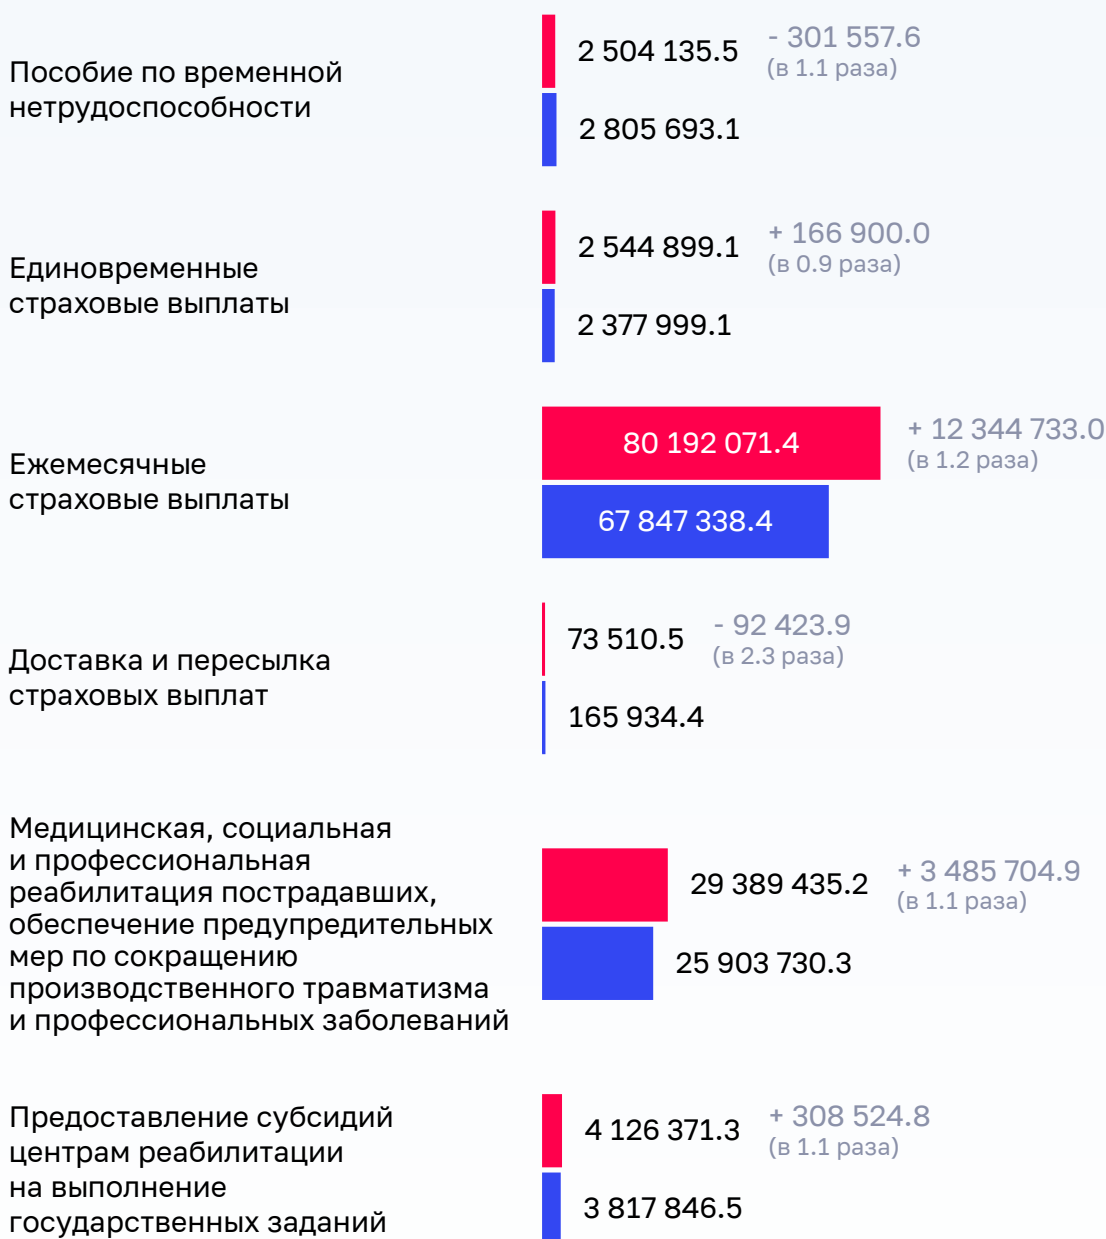 Пособие по временной
нетрудоспособности
2 504 135.5
- 301 557.6
(в 1.1 раза)
2 805 693.1
Единовременные
страховые выплаты
2 544 899.1
+ 166 900.0
(в 0.9 раза)
2 377 999.1
Ежемесячные
страховые выплаты
80 192 071.4
+ 12 344 733.0
(в 1.2 раза)
67 847 338.4
Доставка и пересылка
страховых выплат
73 510.5
- 92 423.9
(в 2.3 раза)
165 934.4
Медицинская, социальная
и профессиональная
реабилитация пострадавших,
обеспечение предупредительных
мер по сокращению
производственного травматизма
и профессиональных заболеваний
29 389 435.2
+ 3 485 704.9
(в 1.1 раза)
25 903 730.3
Предоставление субсидий
центрам реабилитации
на выполнение
государственных заданий
4 126 371.3
+ 308 524.8
(в 1.1 раза)
3 817 846.5